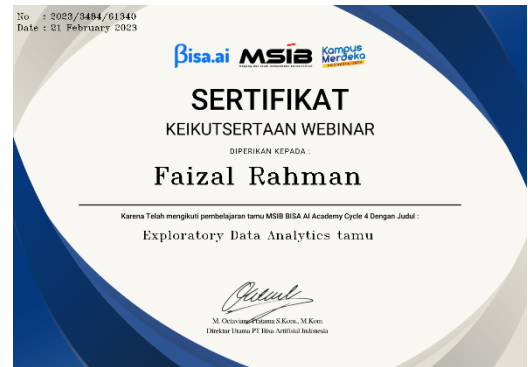 No : 2023/3484/61340
Date : 21 February 2023
Bisa.ai MSIB Kampus Merdeka
SERTIFIKAT
KEIKUTSERTAAN WEBINAR
DIPERIKAN KEPADA :
Faizal Rahman
Karena Telah mengikuti pembelajaran tamu MSIB BISA AI Academy Cycle 4 Dengan Judul :
Exploratory Data Analytics tamu
M. Octaviano Pratama S.Kom., M.Kom
Direktur Utama PT Bisa Artifisial Indonesia